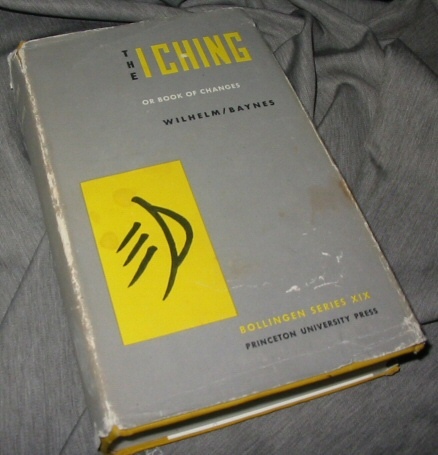 THE I CHING
OR BOOK OF CHANGES
WILHELM/BAYNES
BOLLINGEN SERIES XIX
PRINCETON UNIVERSITY PRESS